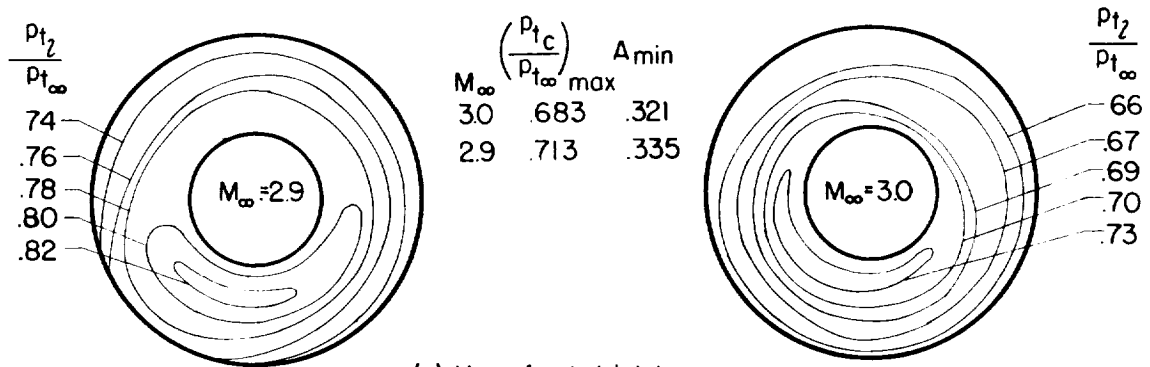 pt2
pt∞
74
.76
.78
.80
.82
M∞=2.9
M∞ (ptc/pt∞)max Amin
3.0 .683 .321
2.9 .713 .335
M∞=3.0
pt2
pt∞
66
.67
.69
.70
.73